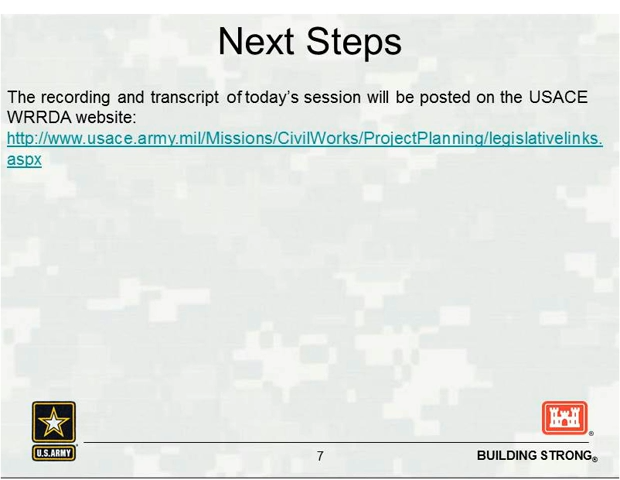 Next Steps
The recording and transcript of today's session will be posted on the USACE
WRRDA website:
http://www.usace.army.mil/Missions/CivilWorks/ProjectPlanning/legislativelinks.
aspx
U.S.ARMY
7
BUILDING STRONG®